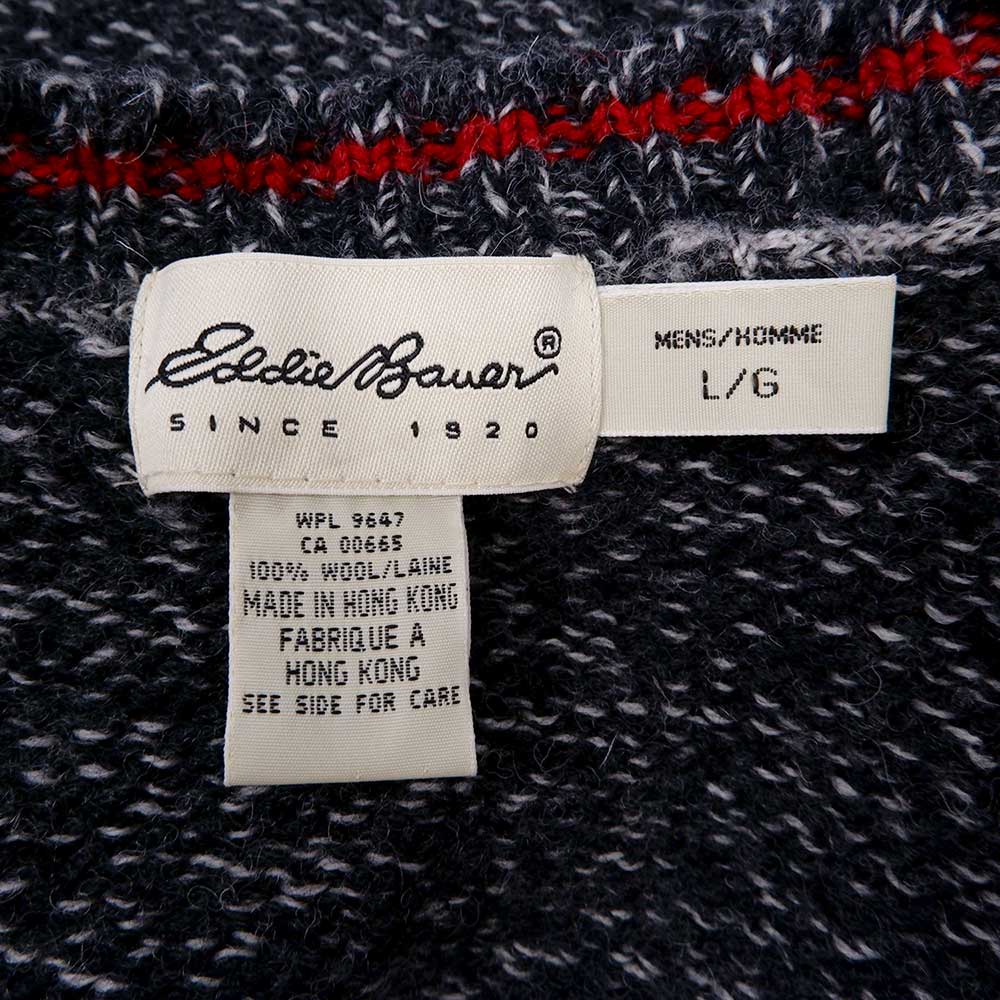 Eddie Bauer®
SINCE 1920
MENS/HOMME
L/G
WPL 9647
CA 00665
100% WOOL/LAINE
MADE IN HONG KONG
FABRIQUE A
HONG KONG
SEE SIDE FOR CARE